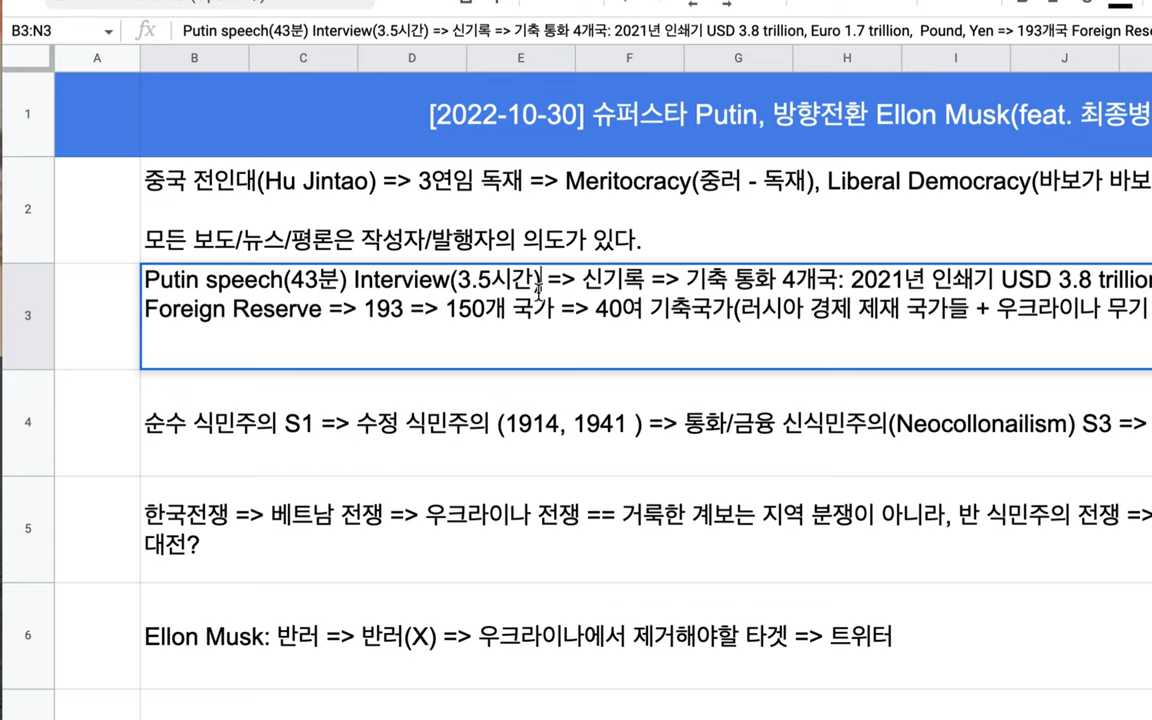 B3:N3
fx
Putin speech(43분) Interview(3.5시간) => 신기록 => 기축 통화 4개국: 2021년 인쇄기 USD 3.8 trillion, Euro 1.7 trillion, Pound, Yen => 193개국 Foreign Rese
A B C D E F G H I J
1
[2022-10-30] 슈퍼스타 Putin, 방향전환 Ellon Musk(feat. 최종병
2
중국 전인대(Hu Jintao) => 3연임 독재 => Meritocracy(중러 - 독재), Liberal Democracy(바보가 바보
모든 보도/뉴스/평론은 작성자/발행자의 의도가 있다.
3
Putin speech(43분) Interview(3.5시간) => 신기록 => 기축 통화 4개국: 2021년 인쇄기 USD 3.8 trillion
Foreign Reserve => 193 => 150개 국가 => 40여 기축국가(러시아 경제 제재 국가들 + 우크라이나 무기
4
순수 식민주의 S1 => 수정 식민주의 (1914, 1941 ) => 통화/금융 신식민주의(Neocollonailism) S3 =>
5
한국전쟁 => 베트남 전쟁 => 우크라이나 전쟁 == 거룩한 계보는 지역 분쟁이 아니라, 반 식민주의 전쟁 =>
대전?
6
Ellon Musk: 반러 => 반러(X) => 우크라이나에서 제거해야할 타겟 => 트위터